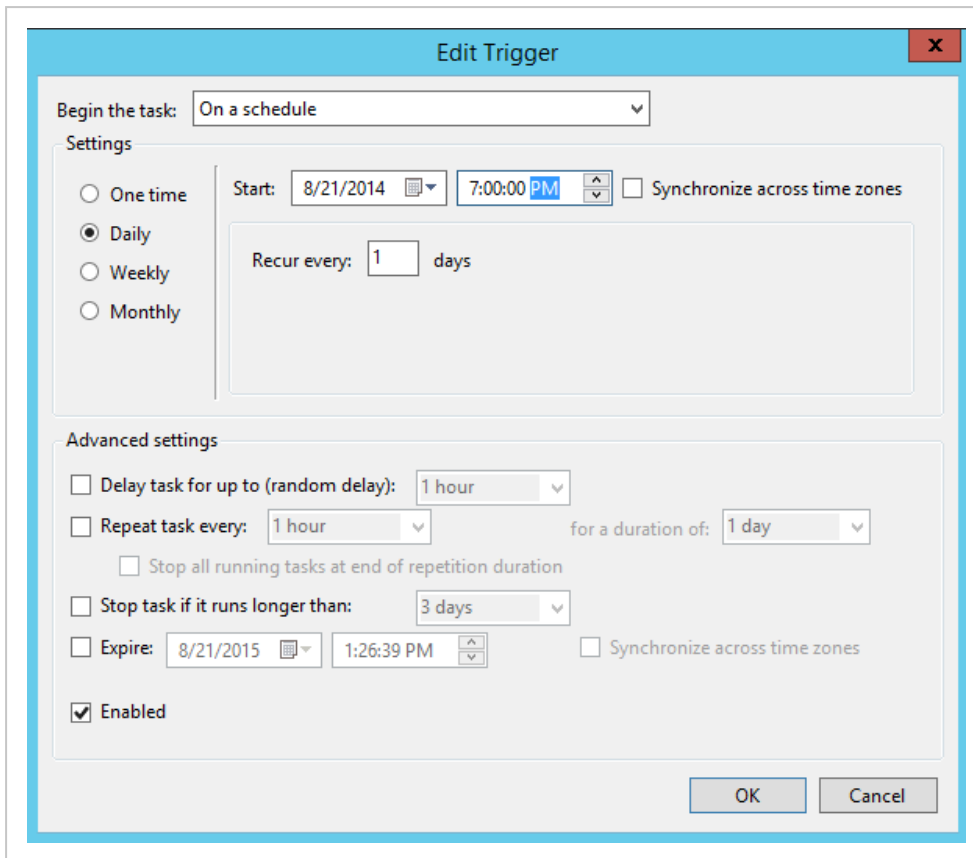 Edit Trigger
x
Begin the task: On a schedule
Settings
One time
Start: 8/21/2014 7:00:00 PM Synchronize across time zones
Daily
Recur every: 1 days
Weekly
Monthly
Advanced settings
Delay task for up to (random delay): 1 hour
Repeat task every: 1 hour for a duration of: 1 day
Stop all running tasks at end of repetition duration
Stop task if it runs longer than: 3 days
Expire: 8/21/2015 1:26:39 PM Synchronize across time zones
Enabled
OK Cancel